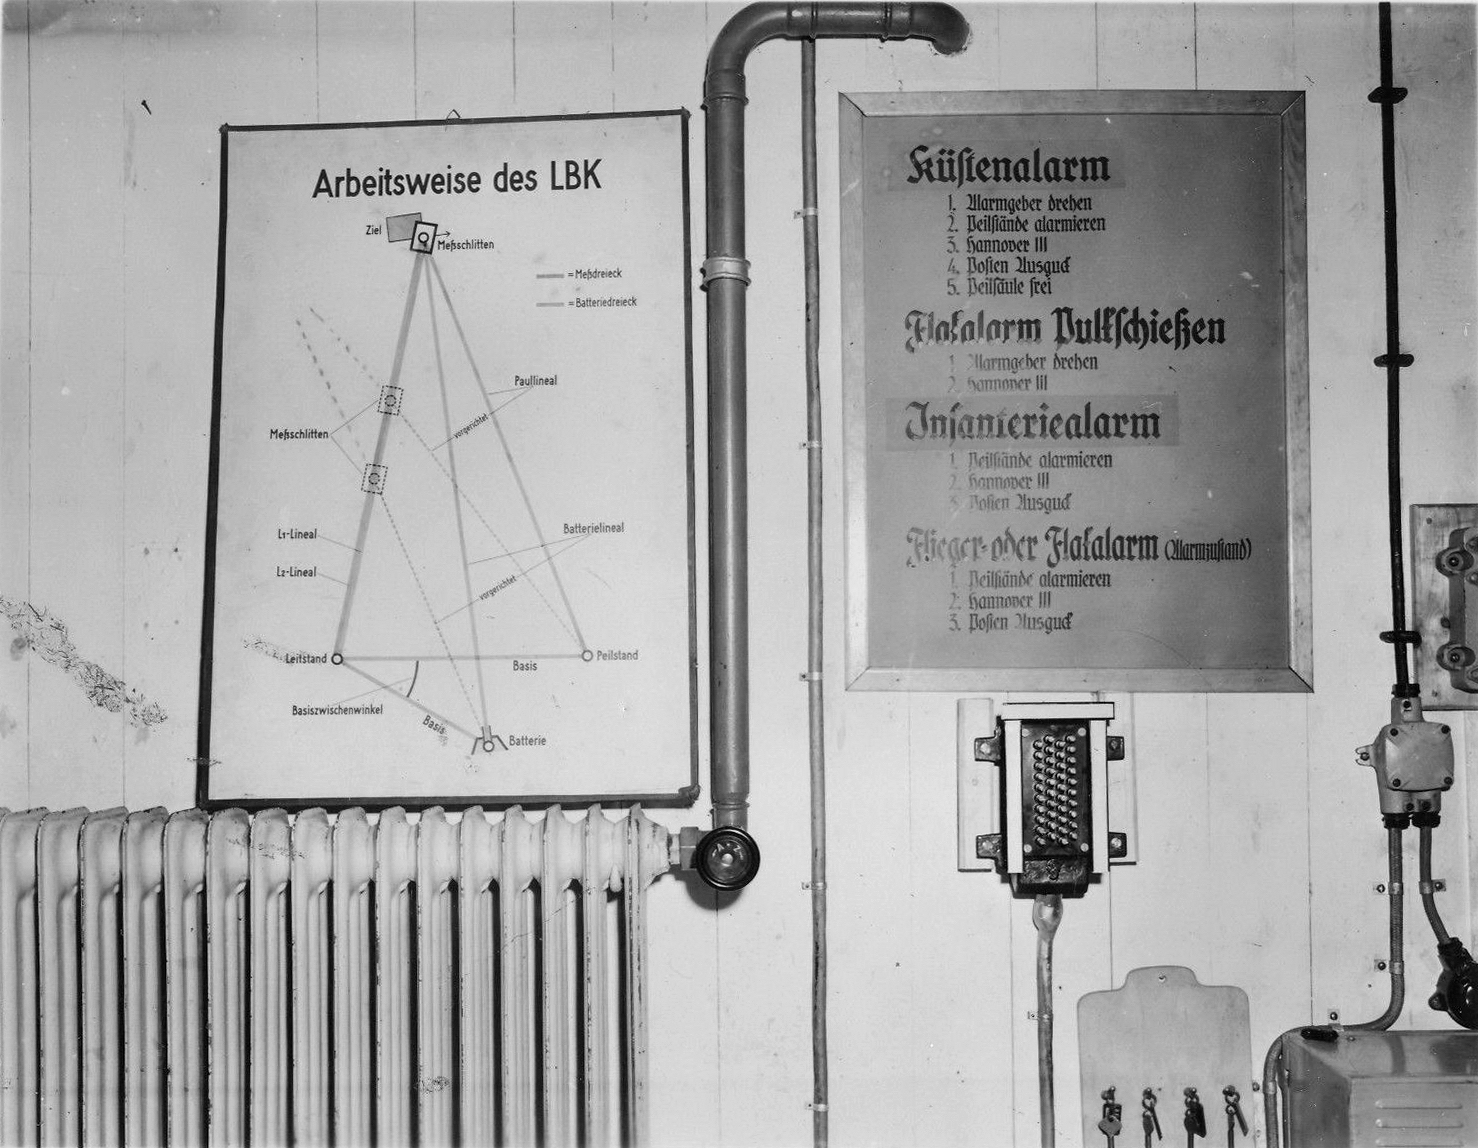 Arbeitsweise des LBK
Ziel
Meßschlitten
= Meßdreieck
= Batteriedreieck
Paullineal
vorgerichtet
Meßschlitten
L1-Lineal
Batterielineal
L2-Lineal
vorgerichtet
Leitstand
Basis
Peilstand
Basiszwischenwinkel
Basis
Batterie
Küſtenalarm
1. Alarmgeber drehen
2. Peilſtände alarmieren
3. Hannover III
4. Poſten Ausguck
5. Peilſäule frei
Flakalarm Pulkſchießen
1. Alarmgeber drehen
2. Hannover III
Infanteriealarm
1. Peilſtände alarmieren
2. Hannover III
3. Poſten Ausguck
Flieger- oder Flakalarm (Alarmzuſtand)
1. Peilſtände alarmieren
2. Hannover III
3. Poſten Ausguck